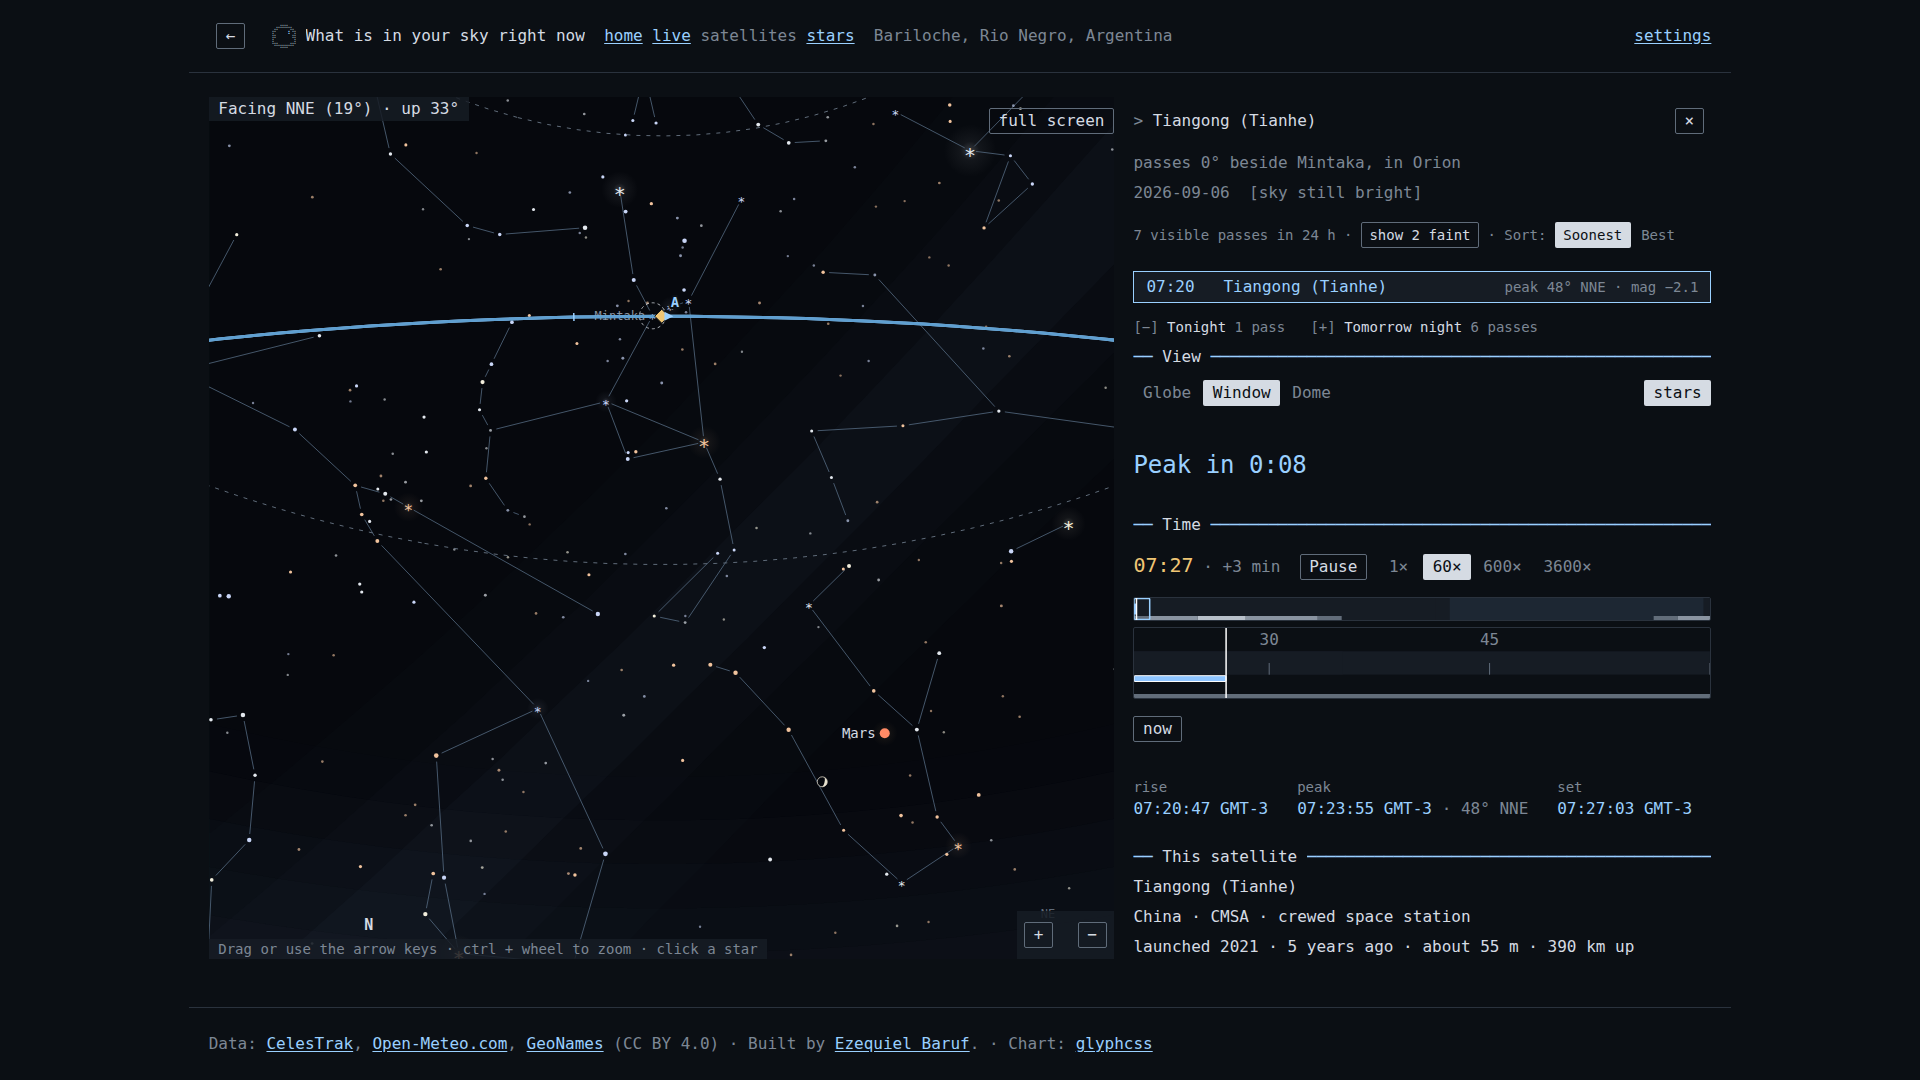 ← What is in your sky right now home live satellites stars Bariloche, Rio Negro, Argentina settings
Facing NNE (19°) · up 33°
full screen
A
Mintaka
Mars
N
NE
Drag or use the arrow keys · ctrl + wheel to zoom · click a star
+ −
> Tiangong (Tianhe) ×
passes 0° beside Mintaka, in Orion
2026-09-06 [sky still bright]
7 visible passes in 24 h · show 2 faint · Sort: Soonest Best
07:20 Tiangong (Tianhe) peak 48° NNE · mag −2.1
[−] Tonight 1 pass [+] Tomorrow night 6 passes
View
Globe Window Dome stars
Peak in 0:08
Time
07:27 · +3 min Pause 1× 60× 600× 3600×
30 45
now
rise peak set
07:20:47 GMT-3 07:23:55 GMT-3 · 48° NNE 07:27:03 GMT-3
This satellite
Tiangong (Tianhe)
China · CMSA · crewed space station
launched 2021 · 5 years ago · about 55 m · 390 km up
Data: CelesTrak, Open-Meteo.com, GeoNames (CC BY 4.0) · Built by Ezequiel Baruf. · Chart: glyphcss